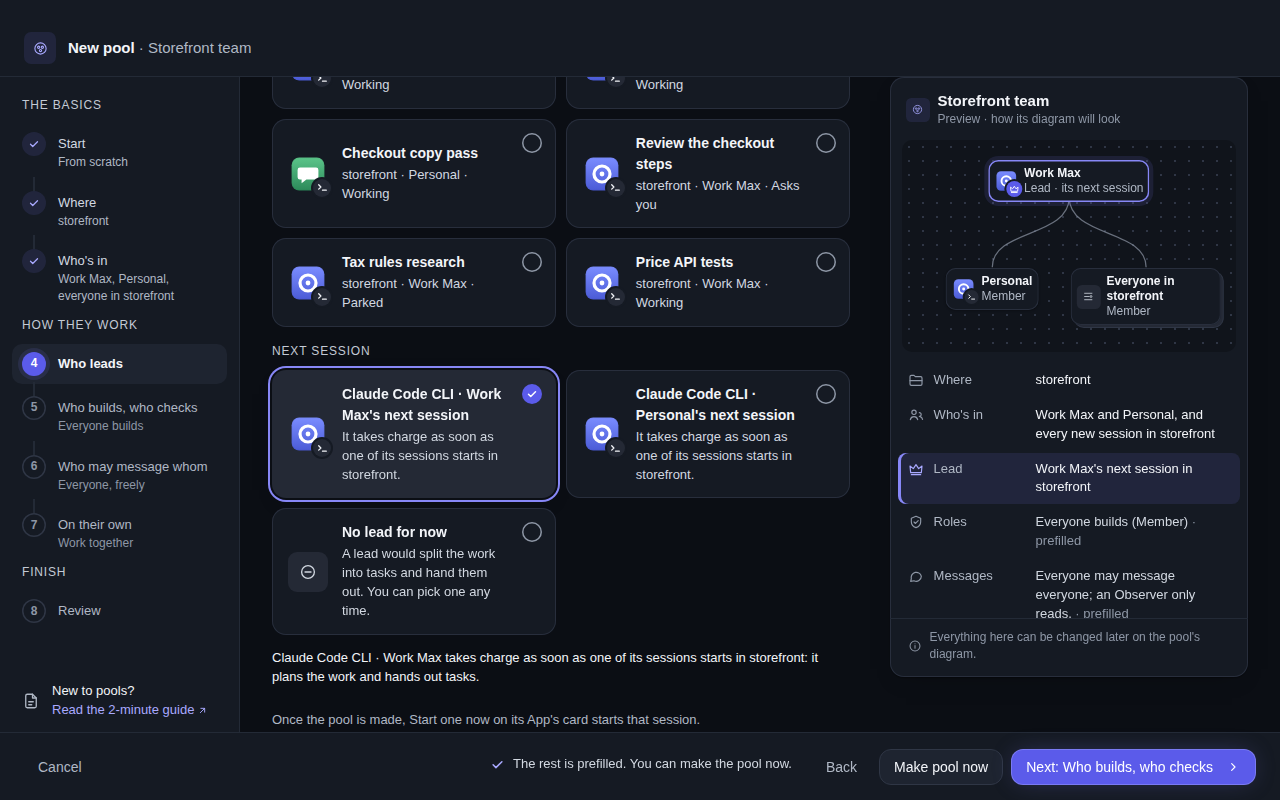 New pool · Storefront team
THE BASICS
Start
From scratch
Where
storefront
Who's in
Work Max, Personal,
everyone in storefront
HOW THEY WORK
4
Who leads
5
Who builds, who checks
Everyone builds
6
Who may message whom
Everyone, freely
7
On their own
Work together
FINISH
8
Review
New to pools?
Read the 2-minute guide
Working
Working
Checkout copy pass
storefront · Personal ·
Working
Review the checkout
steps
storefront · Work Max · Asks
you
Tax rules research
storefront · Work Max ·
Parked
Price API tests
storefront · Work Max ·
Working
NEXT SESSION
Claude Code CLI · Work
Max's next session
It takes charge as soon as
one of its sessions starts in
storefront.
Claude Code CLI ·
Personal's next session
It takes charge as soon as
one of its sessions starts in
storefront.
No lead for now
A lead would split the work
into tasks and hand them
out. You can pick one any
time.
Claude Code CLI · Work Max takes charge as soon as one of its sessions starts in storefront: it
plans the work and hands out tasks.
Once the pool is made, Start one now on its App's card starts that session.
Storefront team
Preview · how its diagram will look
Work Max
Lead · its next session
Personal
Member
Everyone in
storefront
Member
Where
storefront
Who's in
Work Max and Personal, and
every new session in storefront
Lead
Work Max's next session in
storefront
Roles
Everyone builds (Member) ·
prefilled
Messages
Everyone may message
everyone; an Observer only
reads. · prefilled
Everything here can be changed later on the pool's
diagram.
Cancel
The rest is prefilled. You can make the pool now.
Back
Make pool now
Next: Who builds, who checks